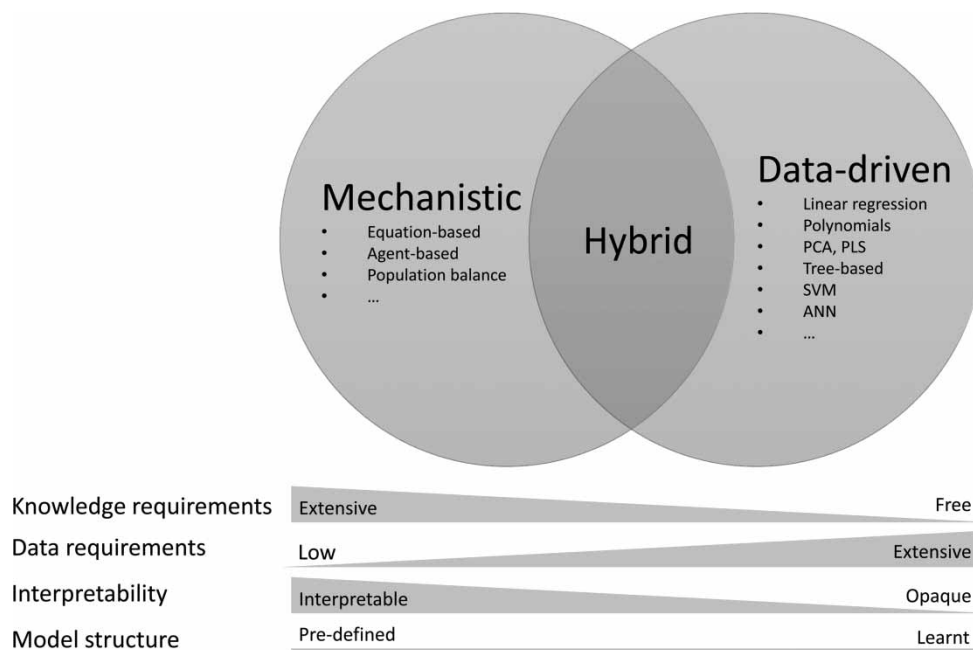 Mechanistic
• Equation-based
• Agent-based
• Population balance
• ...
Hybrid
Data-driven
• Linear regression
• Polynomials
• PCA, PLS
• Tree-based
• SVM
• ANN
• ...
Knowledge requirements Extensive Free
Data requirements Low Extensive
Interpretability Interpretable Opaque
Model structure Pre-defined Learnt